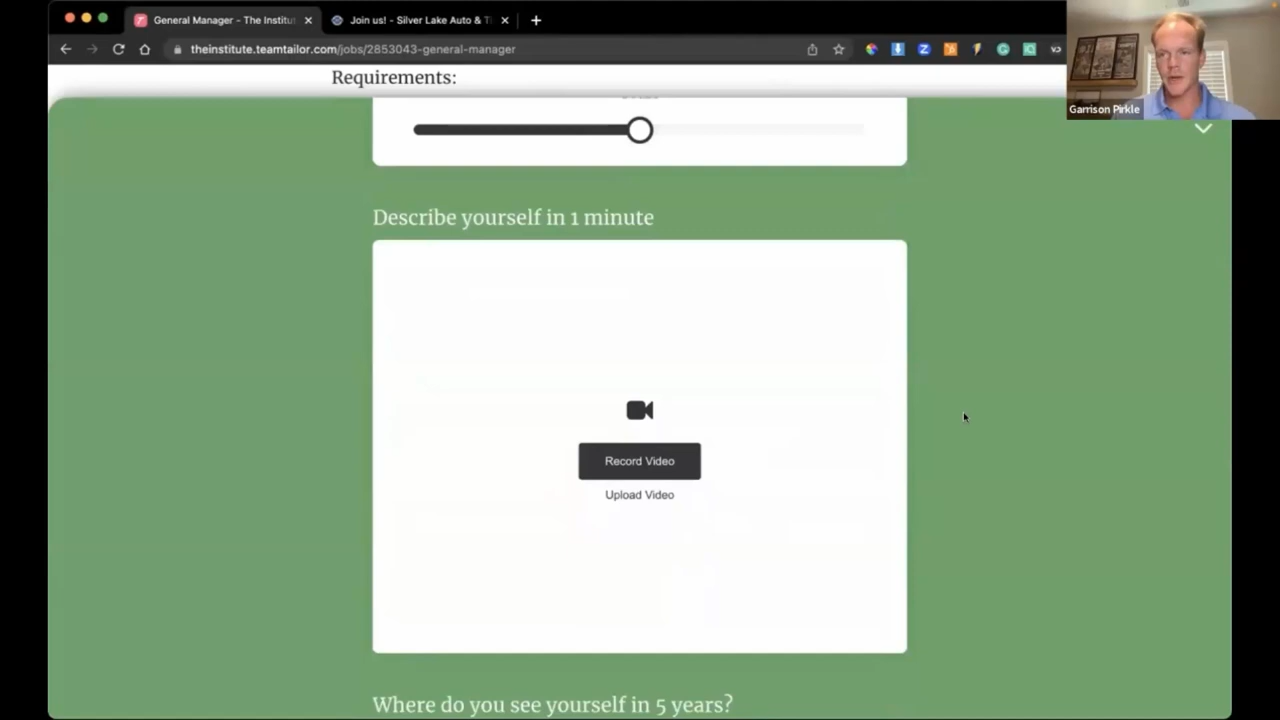 General Manager - The Institu
Join us! - Silver Lake Auto & Ti
theinstitute.teamtailor.com/jobs/2853043-general-manager
Requirements:
Garrison Pirkle
Describe yourself in 1 minute
Record Video
Upload Video
Where do you see yourself in 5 years?